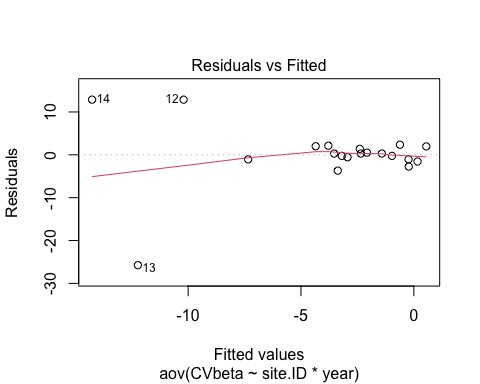 Residuals vs Fitted
14
12
13
10
0
-10
-20
-30
Residuals
-10
-5
0
Fitted values
aov(CVbeta ~ site.ID * year)